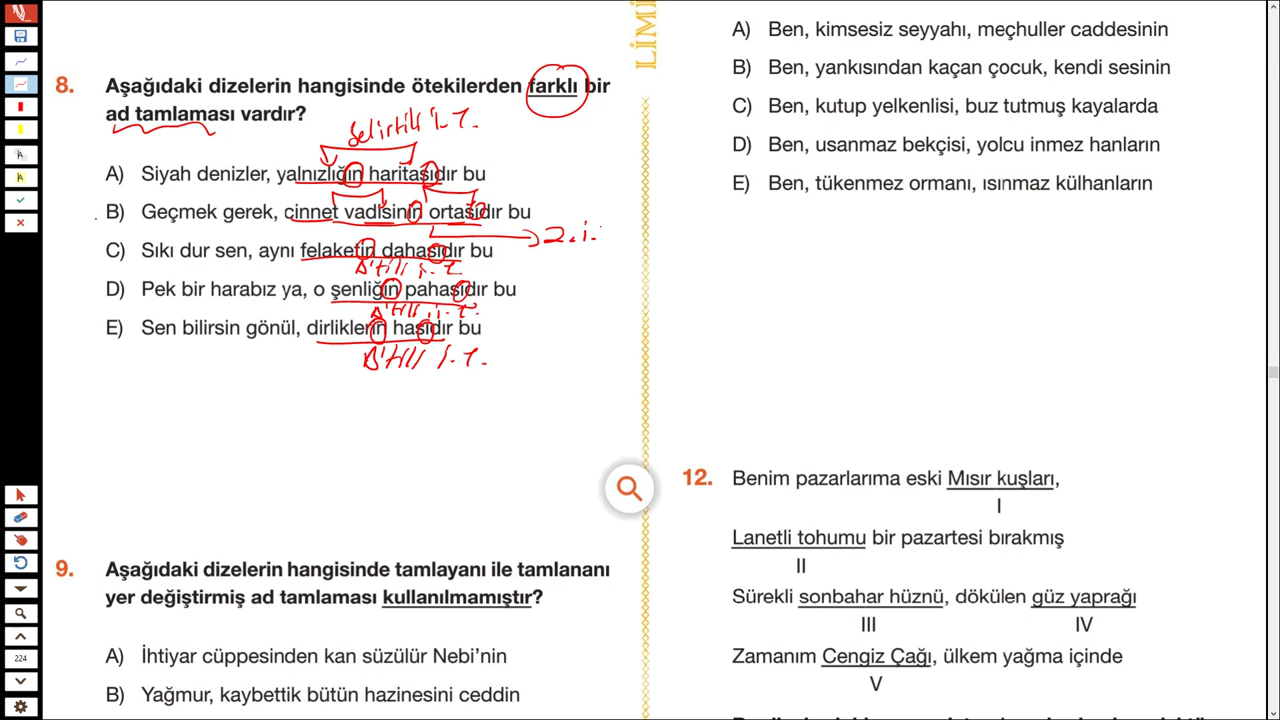 8. Aşağıdaki dizelerin hangisinde ötekilerden farklı bir
ad tamlaması vardır?
Belirtili İ.T.
A) Siyah denizler, yalnızlığın haritasıdır bu
B) Geçmek gerek, cinnet vadisinin ortasıdır bu
Z.i.
C) Sıkı dur sen, aynı felaketin dahasıdır bu
B'tili i.t
D) Pek bir harabız ya, o şenliğin pahasıdır bu
B'tili i.t.
E) Sen bilirsin gönül, dirliklerin hasıdır bu
B'tili i.t.
9. Aşağıdaki dizelerin hangisinde tamlayanı ile tamlananı
yer değiştirmiş ad tamlaması kullanılmamıştır?
A) İhtiyar cüppesinden kan süzülür Nebi'nin
B) Yağmur, kaybettik bütün hazinesini ceddin
LİMİ
A) Ben, kimsesiz seyyahı, meçhuller caddesinin
B) Ben, yankısından kaçan çocuk, kendi sesinin
C) Ben, kutup yelkenlisi, buz tutmuş kayalarda
D) Ben, usanmaz bekçisi, yolcu inmez hanların
E) Ben, tükenmez ormanı, ısınmaz külhanların
12. Benim pazarlarıma eski Mısır kuşları,
I
Lanetli tohumu bir pazartesi bırakmış
II
Sürekli sonbahar hüznü, dökülen güz yaprağı
III IV
Zamanım Cengiz Çağı, ülkem yağma içinde
V
224